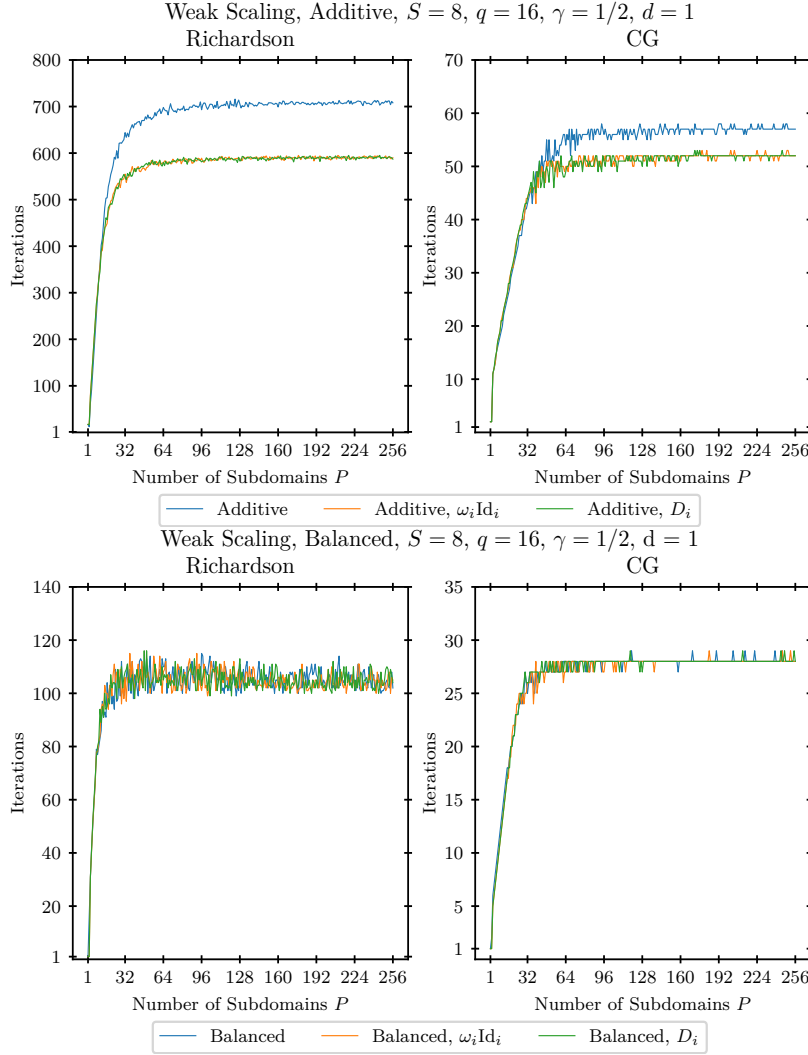 Weak Scaling, Additive, S = 8, q = 16, γ = 1/2, d = 1
Richardson
CG
800
700
600
500
400
300
200
100
1
Iterations
1 32 64 96 128 160 192 224 256
Number of Subdomains P
70
60
50
40
30
20
10
1
Iterations
1 32 64 96 128 160 192 224 256
Number of Subdomains P
Additive
Additive, ωᵢIdᵢ
Additive, Dᵢ
Weak Scaling, Balanced, S = 8, q = 16, γ = 1/2, d = 1
Richardson
CG
140
120
100
80
60
40
20
1
Iterations
1 32 64 96 128 160 192 224 256
Number of Subdomains P
35
30
25
20
15
10
5
1
Iterations
1 32 64 96 128 160 192 224 256
Number of Subdomains P
Balanced
Balanced, ωᵢIdᵢ
Balanced, Dᵢ